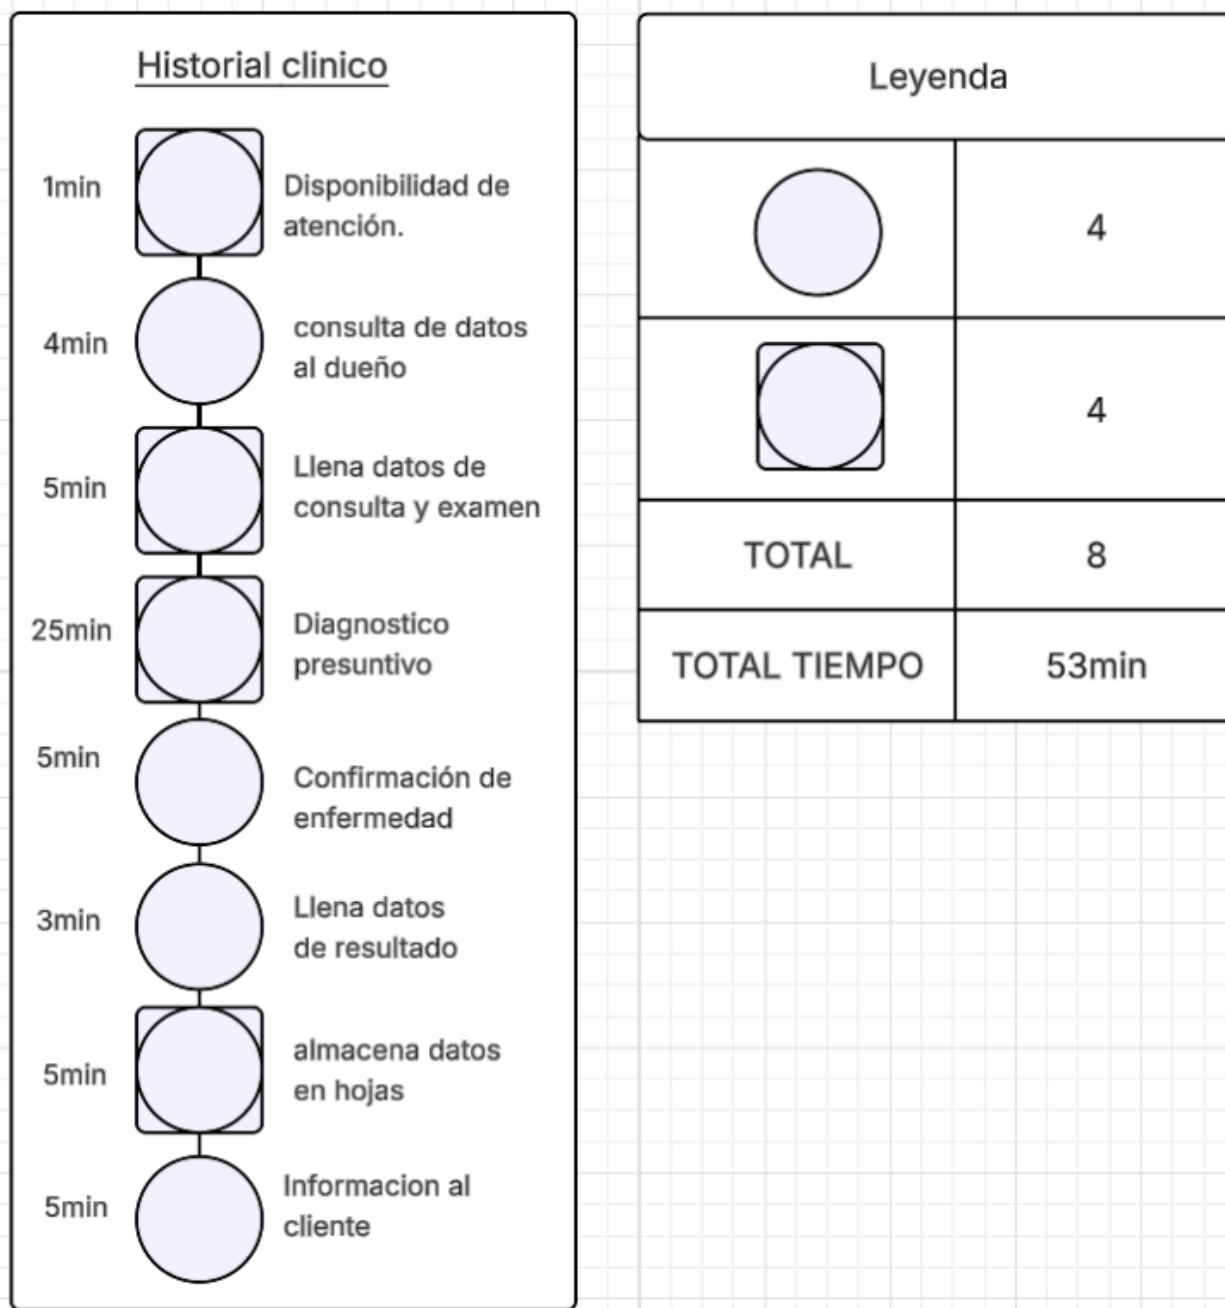 Historial clinico
1min
Disponibilidad de
atención.
4min
consulta de datos
al dueño
5min
Llena datos de
consulta y examen
25min
Diagnostico
presuntivo
5min
Confirmación de
enfermedad
3min
Llena datos
de resultado
5min
almacena datos
en hojas
5min
Informacion al
cliente
Leyenda
4
4
TOTAL 8
TOTAL TIEMPO 53min